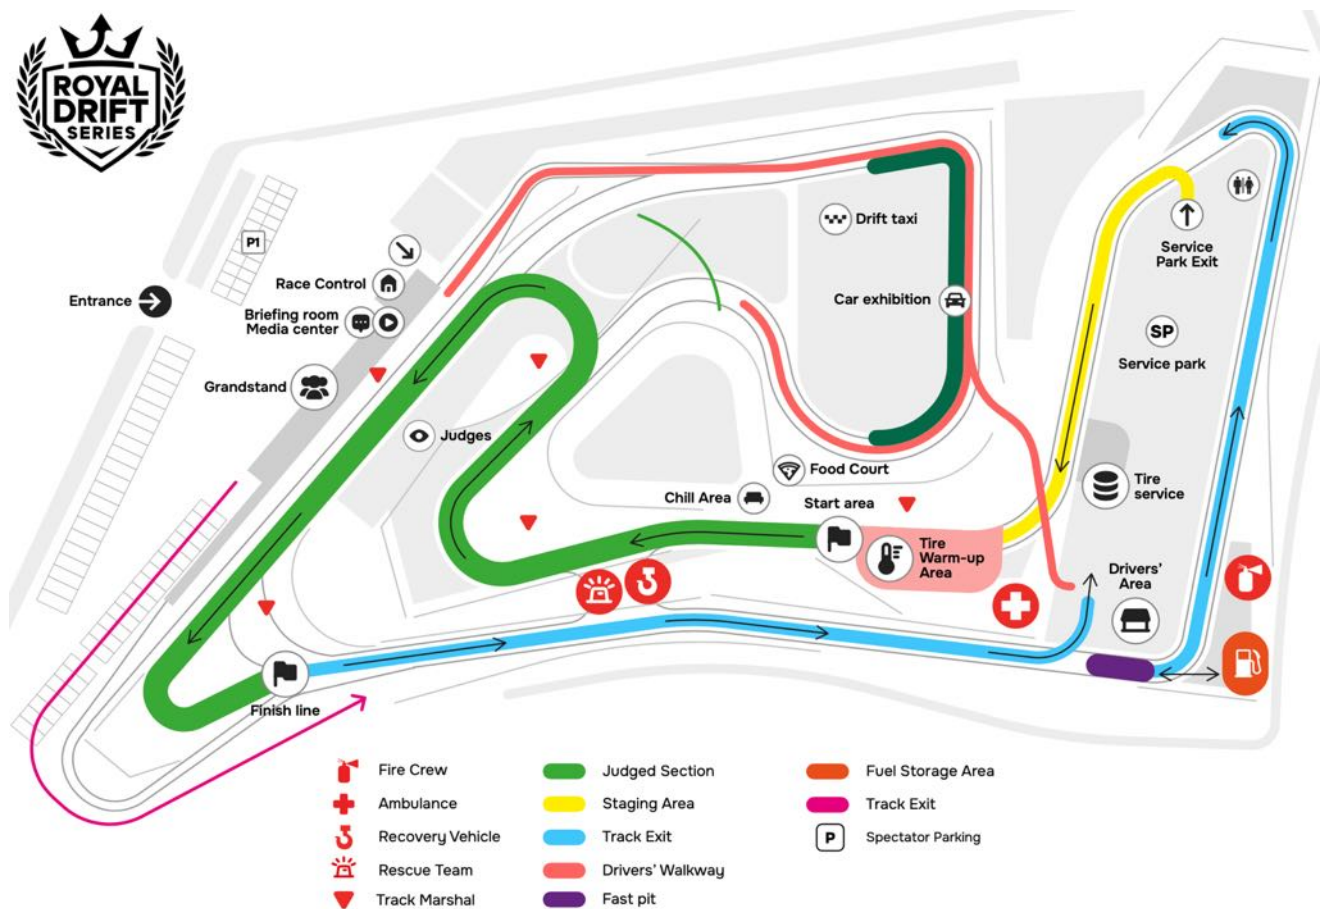 ROYAL
DRIFT
SERIES
P1
Entrance
Race Control
Briefing room
Media center
Grandstand
Judges
Drift taxi
Car exhibition
Service
Park Exit
SP
Service park
Food Court
Chill Area
Start area
Tire
Warm-up
Area
Tire
service
Drivers'
Area
Finish line
Fire Crew
Ambulance
Recovery Vehicle
Rescue Team
Track Marshal
Judged Section
Staging Area
Track Exit
Drivers' Walkway
Fast pit
Fuel Storage Area
Track Exit
P
Spectator Parking